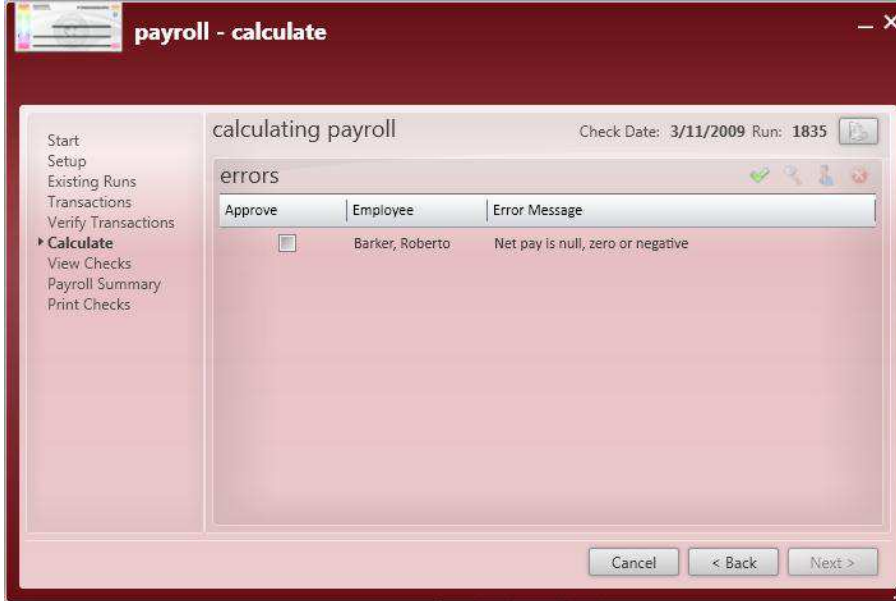 payroll - calculate
Start
Setup
Existing Runs
Transactions
Verify Transactions
Calculate
View Checks
Payroll Summary
Print Checks
calculating payroll
Check Date: 3/11/2009 Run: 1835
errors
Approve Employee Error Message
Barker, Roberto Net pay is null, zero or negative
Cancel < Back Next >